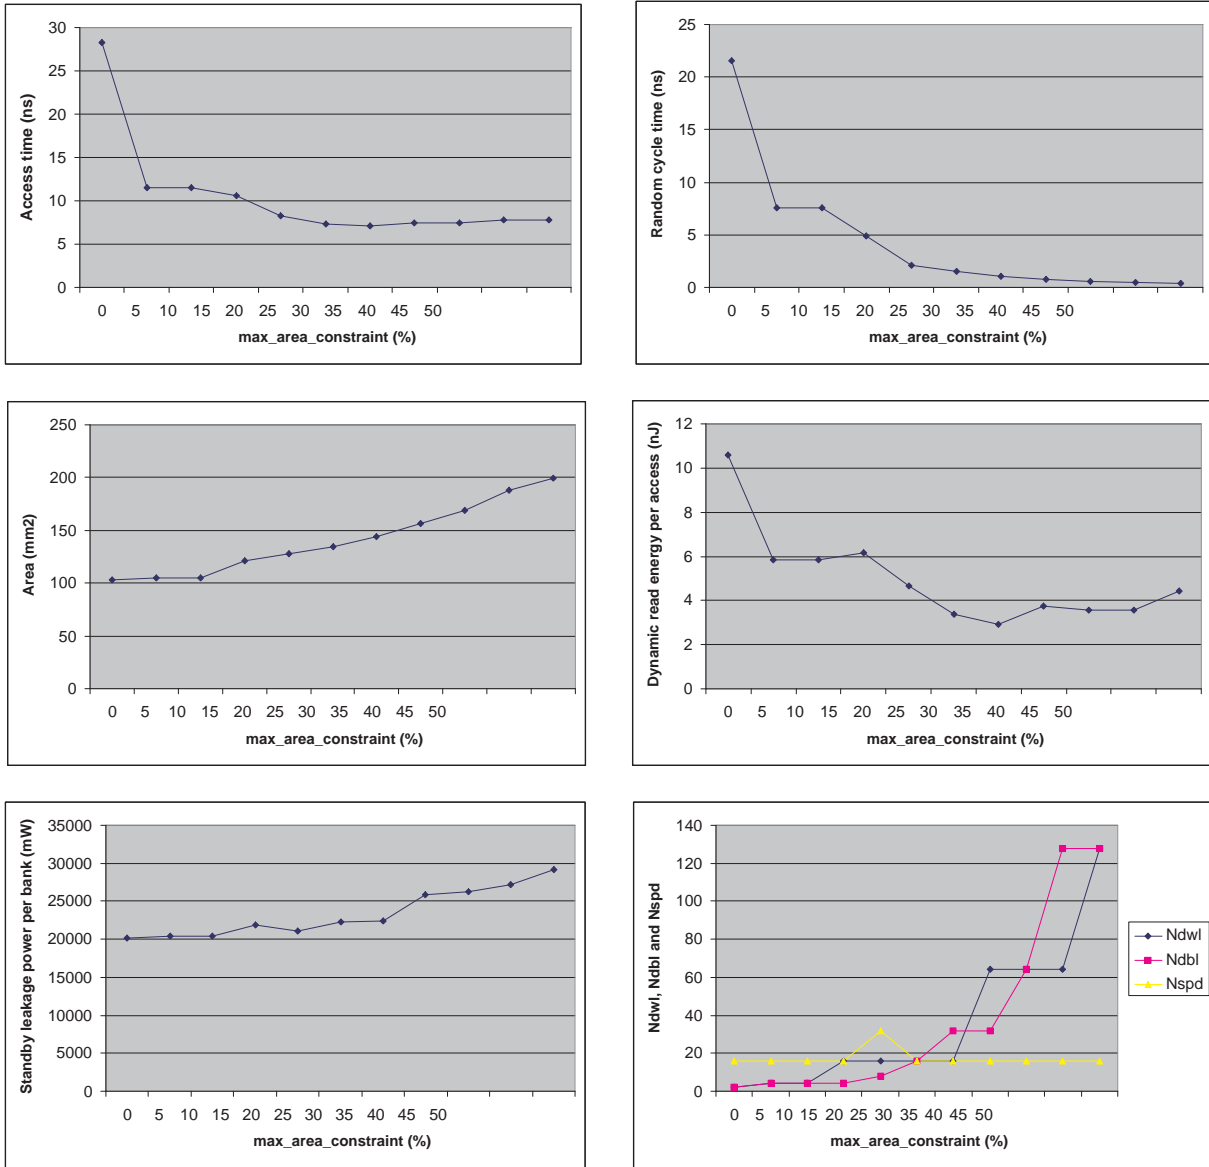 Access time (ns)
30
25
20
15
10
5
0
0 5 10 15 20 25 30 35 40 45 50
max_area_constraint (%)
Random cycle time (ns)
25
20
15
10
5
0
0 5 10 15 20 25 30 35 40 45 50
max_area_constraint (%)
Area (mm2)
250
200
150
100
50
0
0 5 10 15 20 25 30 35 40 45 50
max_area_constraint (%)
Dynamic read energy per access (nJ)
12
10
8
6
4
2
0
0 5 10 15 20 25 30 35 40 45 50
max_area_constraint (%)
Standby leakage power per bank (mW)
35000
30000
25000
20000
15000
10000
5000
0
0 5 10 15 20 25 30 35 40 45 50
max_area_constraint (%)
Ndwl, Ndbl and Nspd
140
120
100
80
60
40
20
0
0 5 10 15 20 25 30 35 40 45 50
max_area_constraint (%)
Ndwl
Ndbl
Nspd